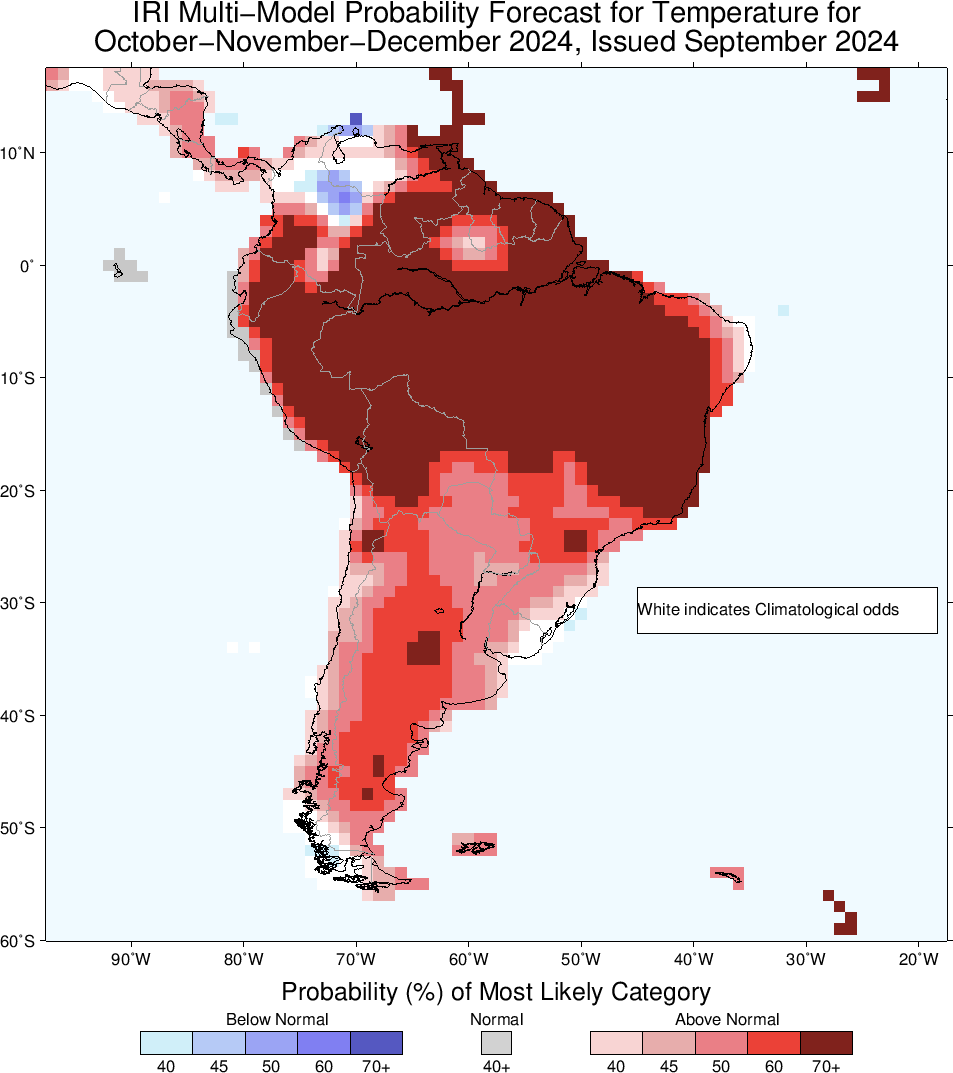 IRI Multi−Model Probability Forecast for Temperature for
October−November−December 2024, Issued September 2024
10˚N
0˚
10˚S
20˚S
30˚S
White indicates Climatological odds
40˚S
50˚S
60˚S
90˚W 80˚W 70˚W 60˚W 50˚W 40˚W 30˚W 20˚W
Probability (%) of Most Likely Category
Below Normal Normal Above Normal
40 45 50 60 70+ 40+ 40 45 50 60 70+